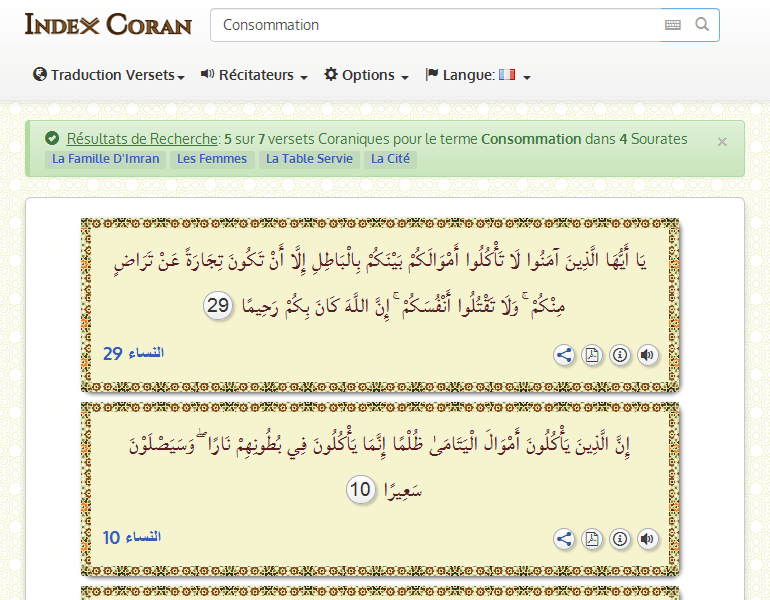 INDEX CORAN
Consommation
Traduction Versets
Récitateurs
Options
Langue:
Résultats de Recherche: 5 sur 7 versets Coraniques pour le terme Consommation dans 4 Sourates
×
La Famille D'Imran
Les Femmes
La Table Servie
La Cité
يَا أَيُّهَا الَّذِينَ آمَنُوا لَا تَأْكُلُوا أَمْوَالَكُمْ بَيْنَكُمْ بِالْبَاطِلِ إِلَّا أَنْ تَكُونَ تِجَارَةً عَنْ تَرَاضٍ
مِنْكُمْ ۚ وَلَا تَقْتُلُوا أَنْفُسَكُمْ ۚ إِنَّ اللَّهَ كَانَ بِكُمْ رَحِيمًا 29
النساء 29
إِنَّ الَّذِينَ يَأْكُلُونَ أَمْوَالَ الْيَتَامَىٰ ظُلْمًا إِنَّمَا يَأْكُلُونَ فِي بُطُونِهِمْ نَارًا ۖ وَسَيَصْلَوْنَ
سَعِيرًا 10
النساء 10